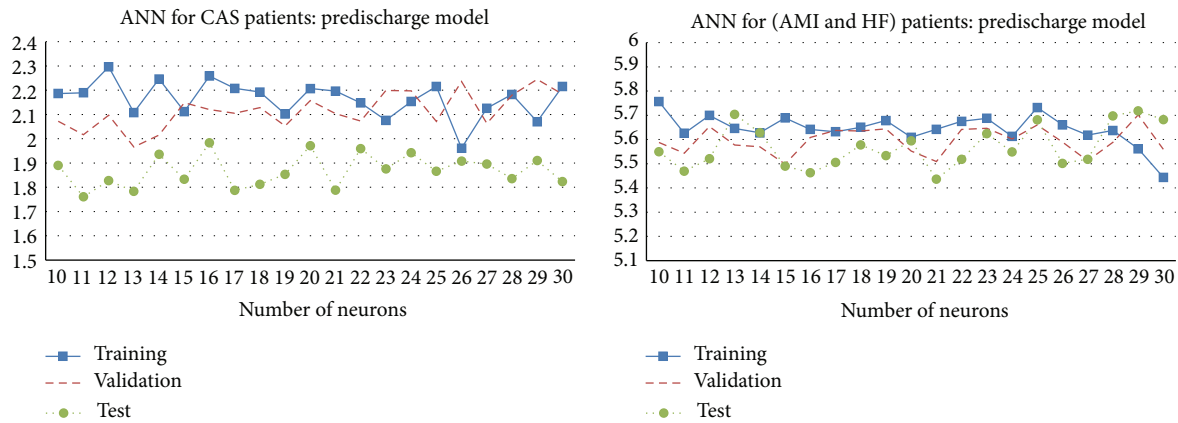 ANN for CAS patients: predischarge model
2.4
2.3
2.2
2.1
2
1.9
1.8
1.7
1.6
1.5
10 11 12 13 14 15 16 17 18 19 20 21 22 23 24 25 26 27 28 29 30
Number of neurons
Training
Validation
Test
ANN for (AMI and HF) patients: predischarge model
6
5.9
5.8
5.7
5.6
5.5
5.4
5.3
5.2
5.1
10 11 12 13 14 15 16 17 18 19 20 21 22 23 24 25 26 27 28 29 30
Number of neurons
Training
Validation
Test